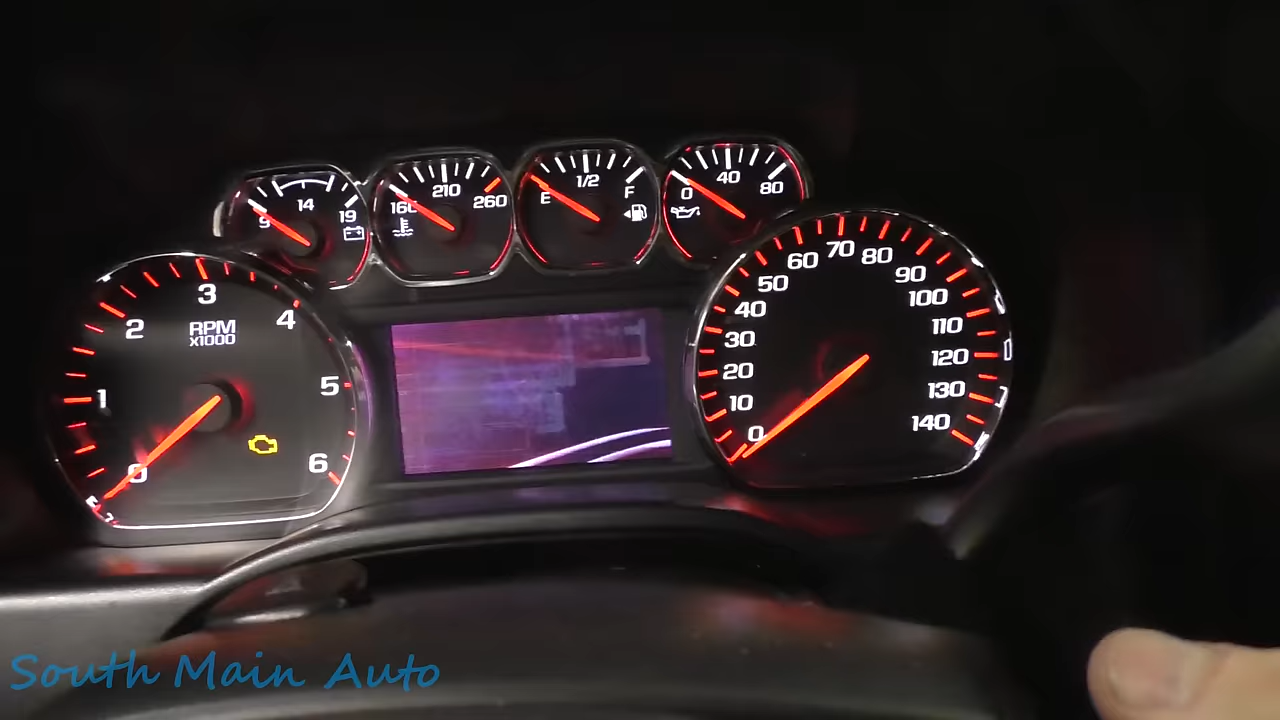 9 14 19
160 210 260
E 1/2 F
0 40 80
0 1 2 3 4 5 6
RPM
x1000
0 10 20 30 40 50 60 70 80 90 100 110 120 130 140
South Main Auto